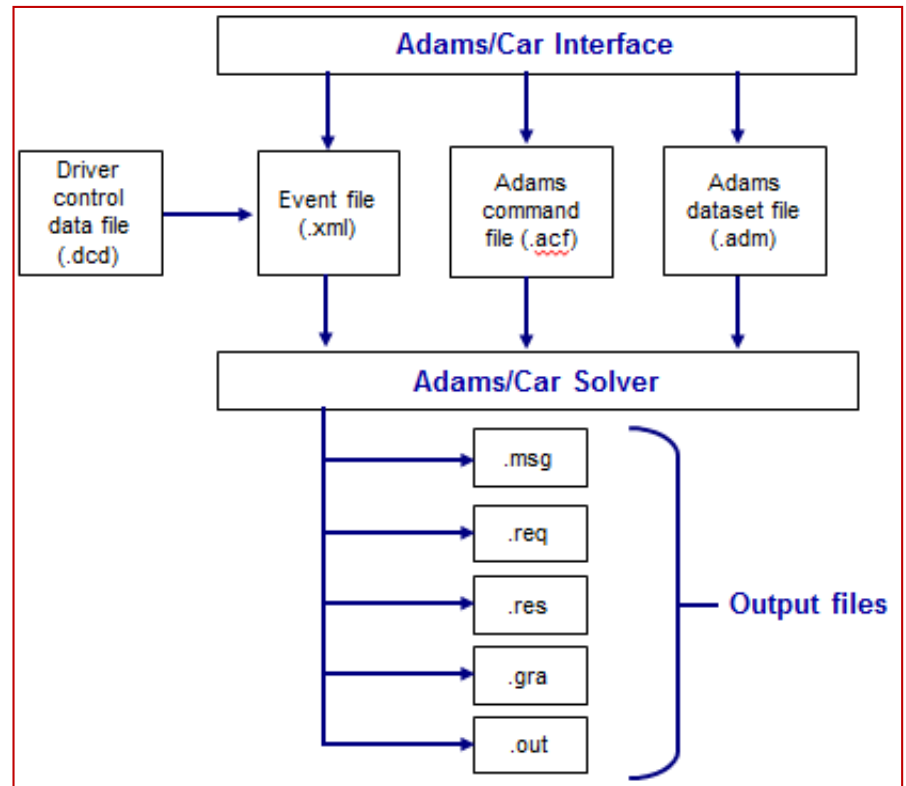 Adams/Car Interface
Driver
control
data file
(.dcd)
Event file
(.xml)
Adams
command
file (.acf)
Adams
dataset file
(.adm)
Adams/Car Solver
.msg
.req
.res
.gra
.out
Output files